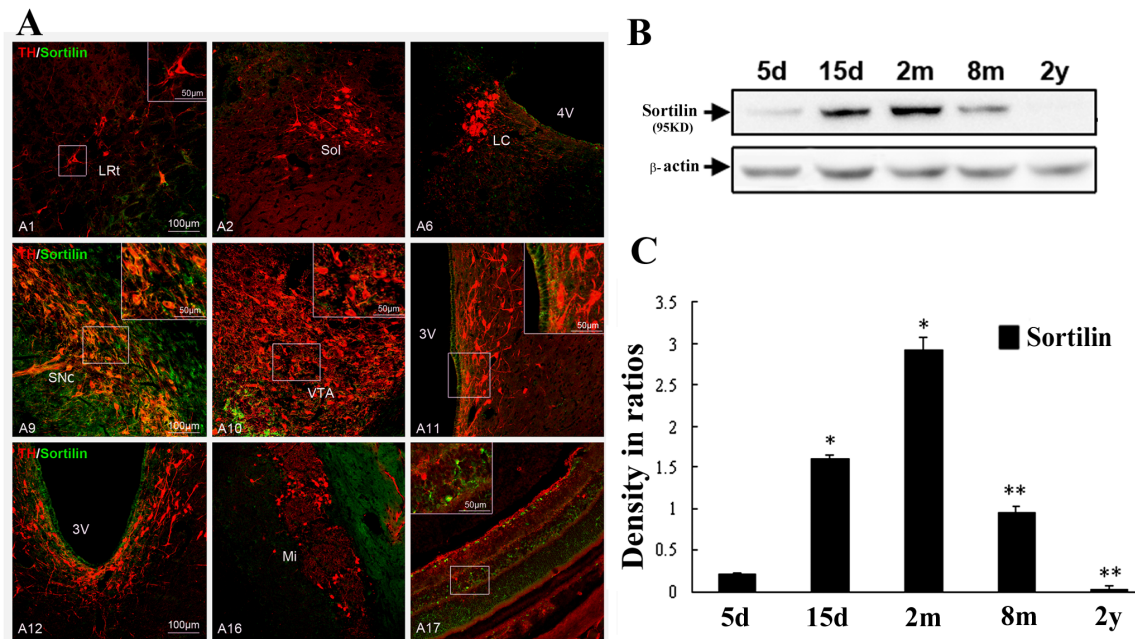 A
TH/Sortilin
50μm
LRt
A1
100μm
Sol
A2
4V
LC
A6
TH/Sortilin
50μm
SNc
A9
50μm
VTA
A10
3V
50μm
A11
TH/Sortilin
3V
A12
100μm
Mi
A16
50μm
A17
B
5d 15d 2m 8m 2y
Sortilin
(95KD)
β-actin
C
Density in ratios
3.5
3
2.5
2
1.5
1
0.5
0
*
*
**
**
Sortilin
5d 15d 2m 8m 2y